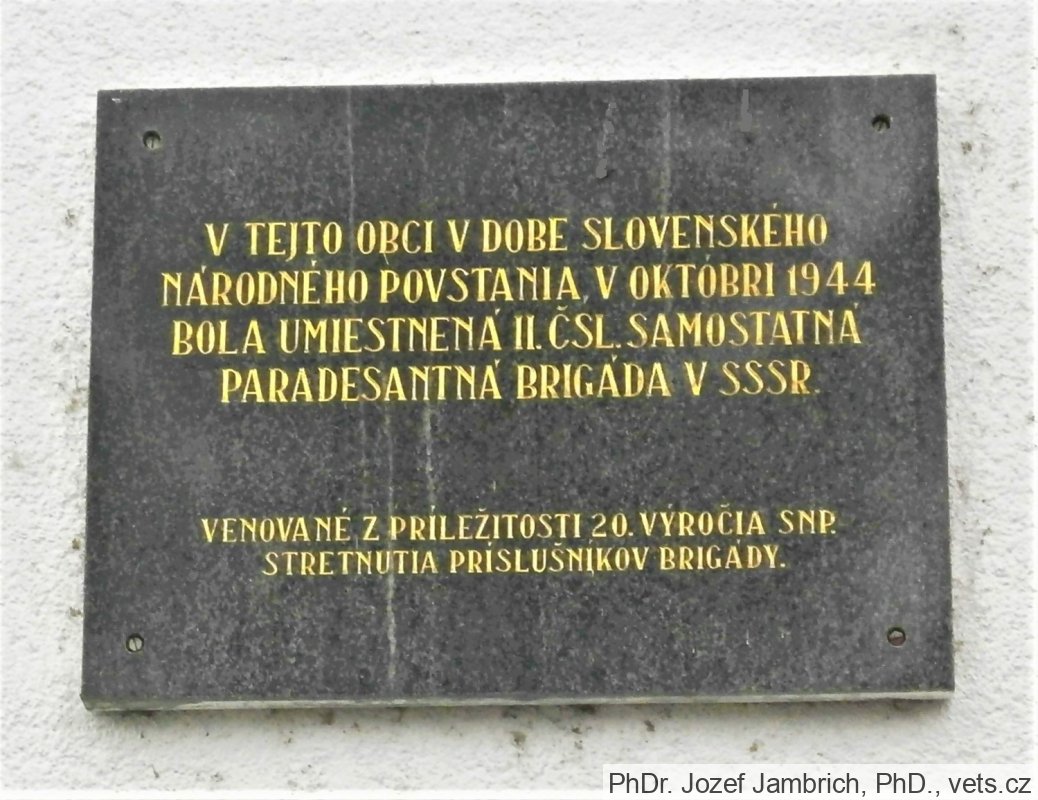 V TEJTO OBCI V DOBE SLOVENSKÉHO
NÁRODNÉHO POVSTANIA, V OKTÓBRI 1944
BOLA UMIESTNENÁ II. ČSL. SAMOSTATNÁ
PARADESANTNÁ BRIGÁDA V SSSR.
VENOVANÉ Z PRÍLEŽITOSTI 20. VÝROČIA SNP.
STRETNUTIA PRÍSLUŠNÍKOV BRIGÁDY.
PhDr. Jozef Jambrich, PhD., vets.cz